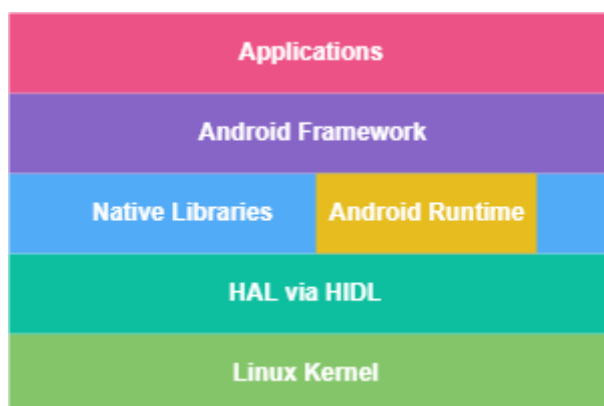 Applications
Android Framework
Native Libraries Android Runtime
HAL via HIDL
Linux Kernel